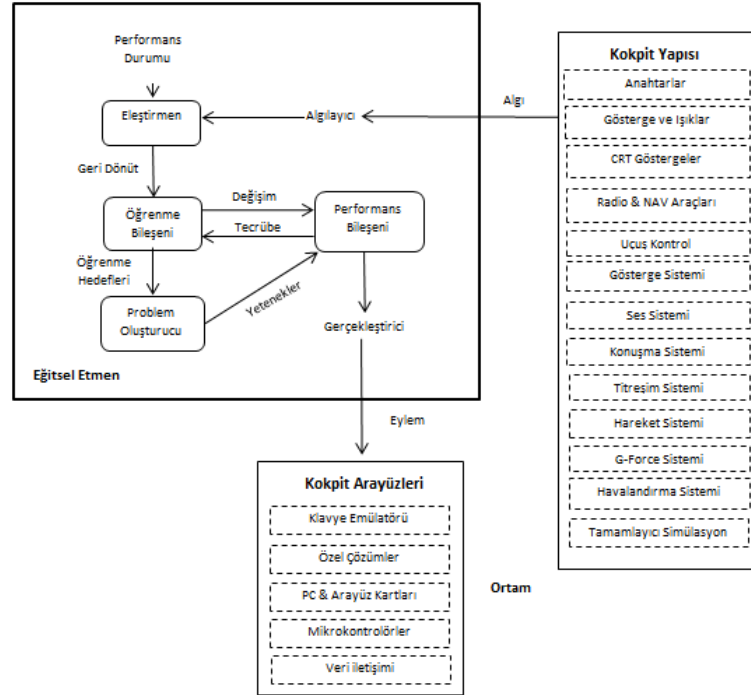 Performans
Durumu
Eleştirmen
Algılayıcı
Algı
Geri Dönüt
Öğrenme
Bileşeni
Değişim
Tecrübe
Performans
Bileşeni
Öğrenme
Hedefleri
Problem
Oluşturucu
Yetenekler
Gerçekleştirici
Eğitsel Etmen
Eylem
Kokpit Yapısı
Anahtarlar
Gösterge ve Işıklar
CRT Göstergeler
Radio & NAV Araçları
Uçuş Kontrol
Gösterge Sistemi
Ses Sistemi
Konuşma Sistemi
Titreşim Sistemi
Hareket Sistemi
G-Force Sistemi
Havalandırma Sistemi
Tamamlayıcı Simülasyon
Kokpit Arayüzleri
Klavye Emülatörü
Özel Çözümler
PC & Arayüz Kartları
Mikrokontrolörler
Veri iletişimi
Ortam